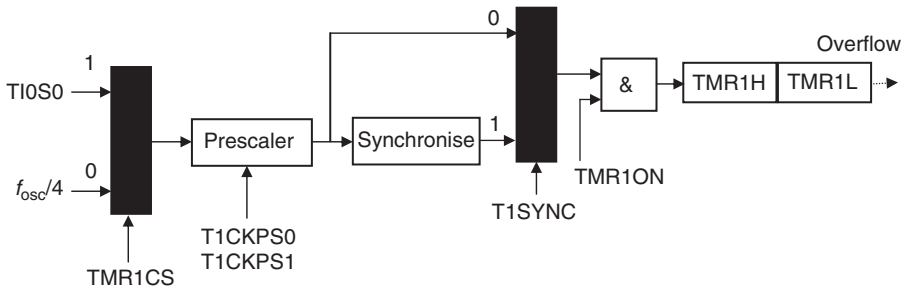 0
Overflow
1
TI0S0
&
TMR1H
TMR1L
Prescaler
Synchronise
1
0
fosc/4
TMR1ON
T1SYNC
T1CKPS0
T1CKPS1
TMR1CS